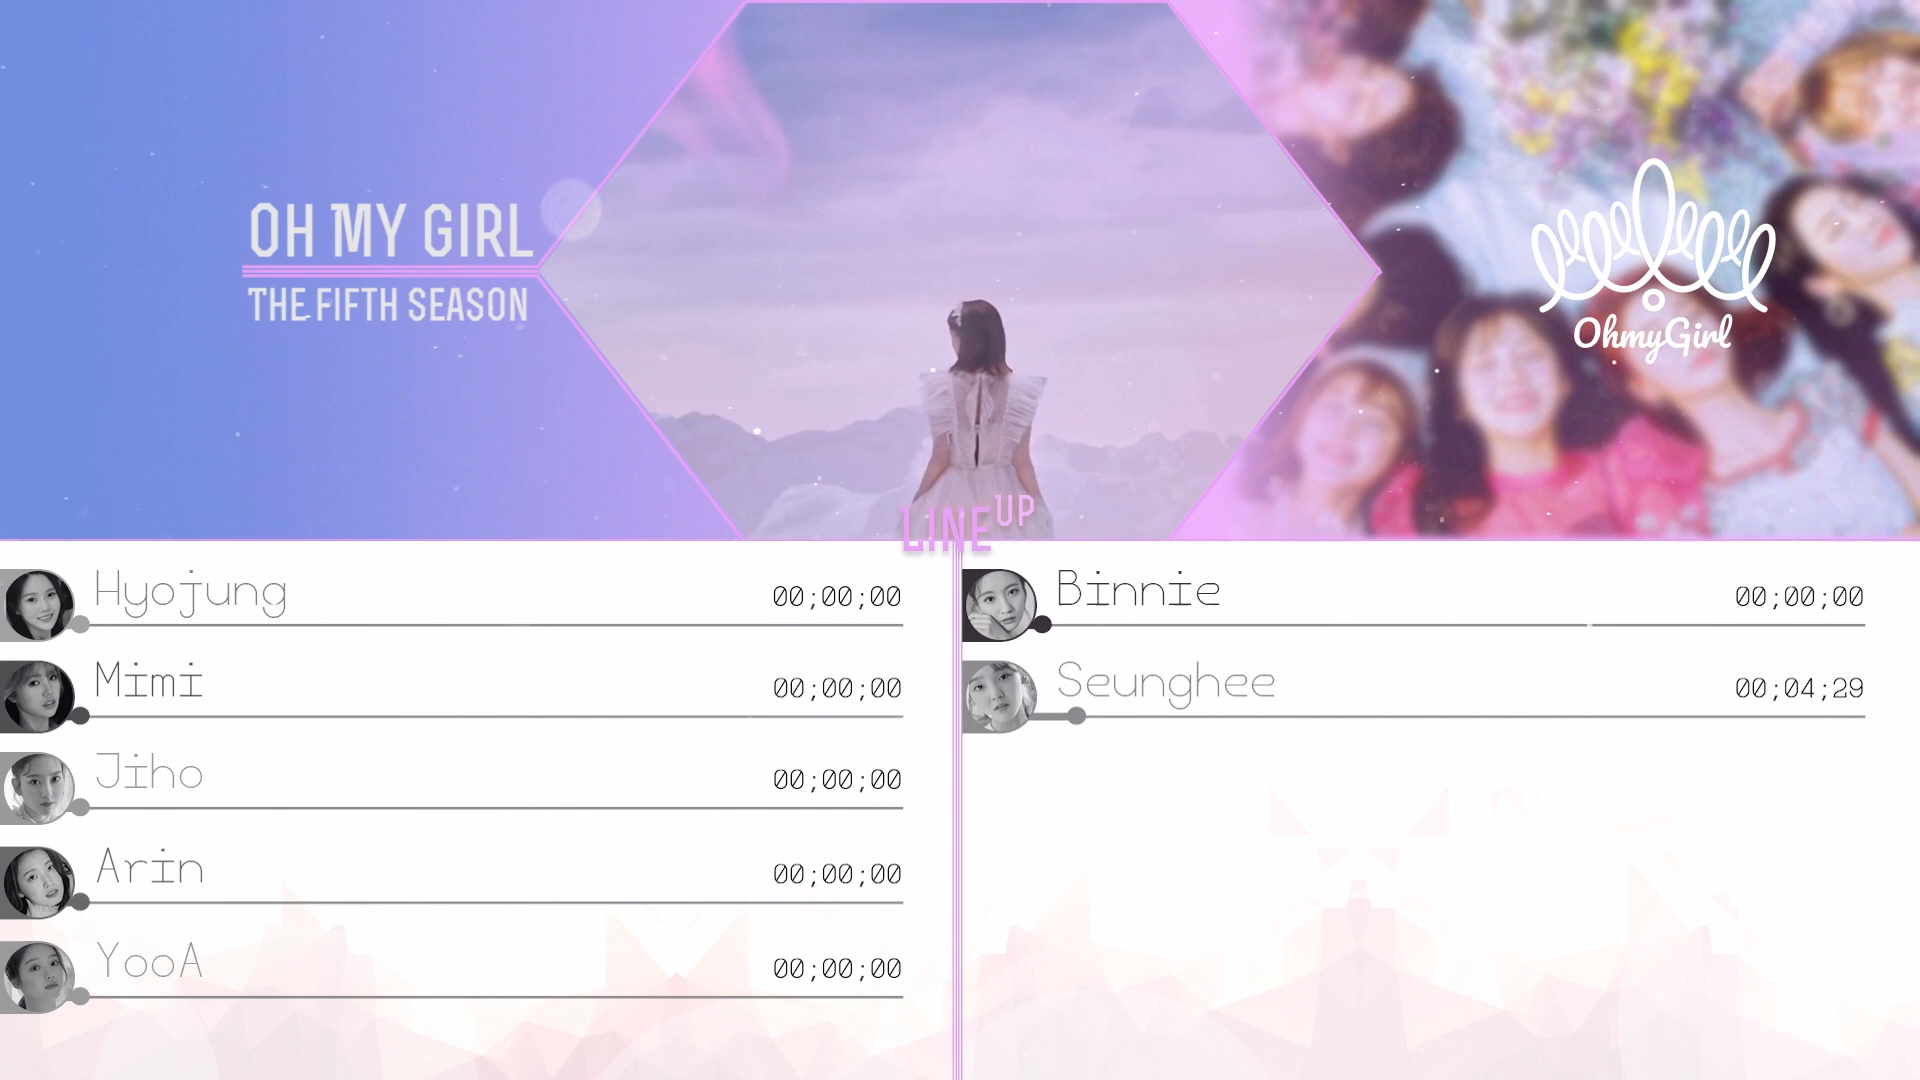 OH MY GIRL
THE FIFTH SEASON
OhmyGirl
LINE UP
Hyojung 00;00;00
Mimi 00;00;00
Jiho 00;00;00
Arin 00;00;00
YooA 00;00;00
Binnie 00;00;00
Seunghee 00;04;29